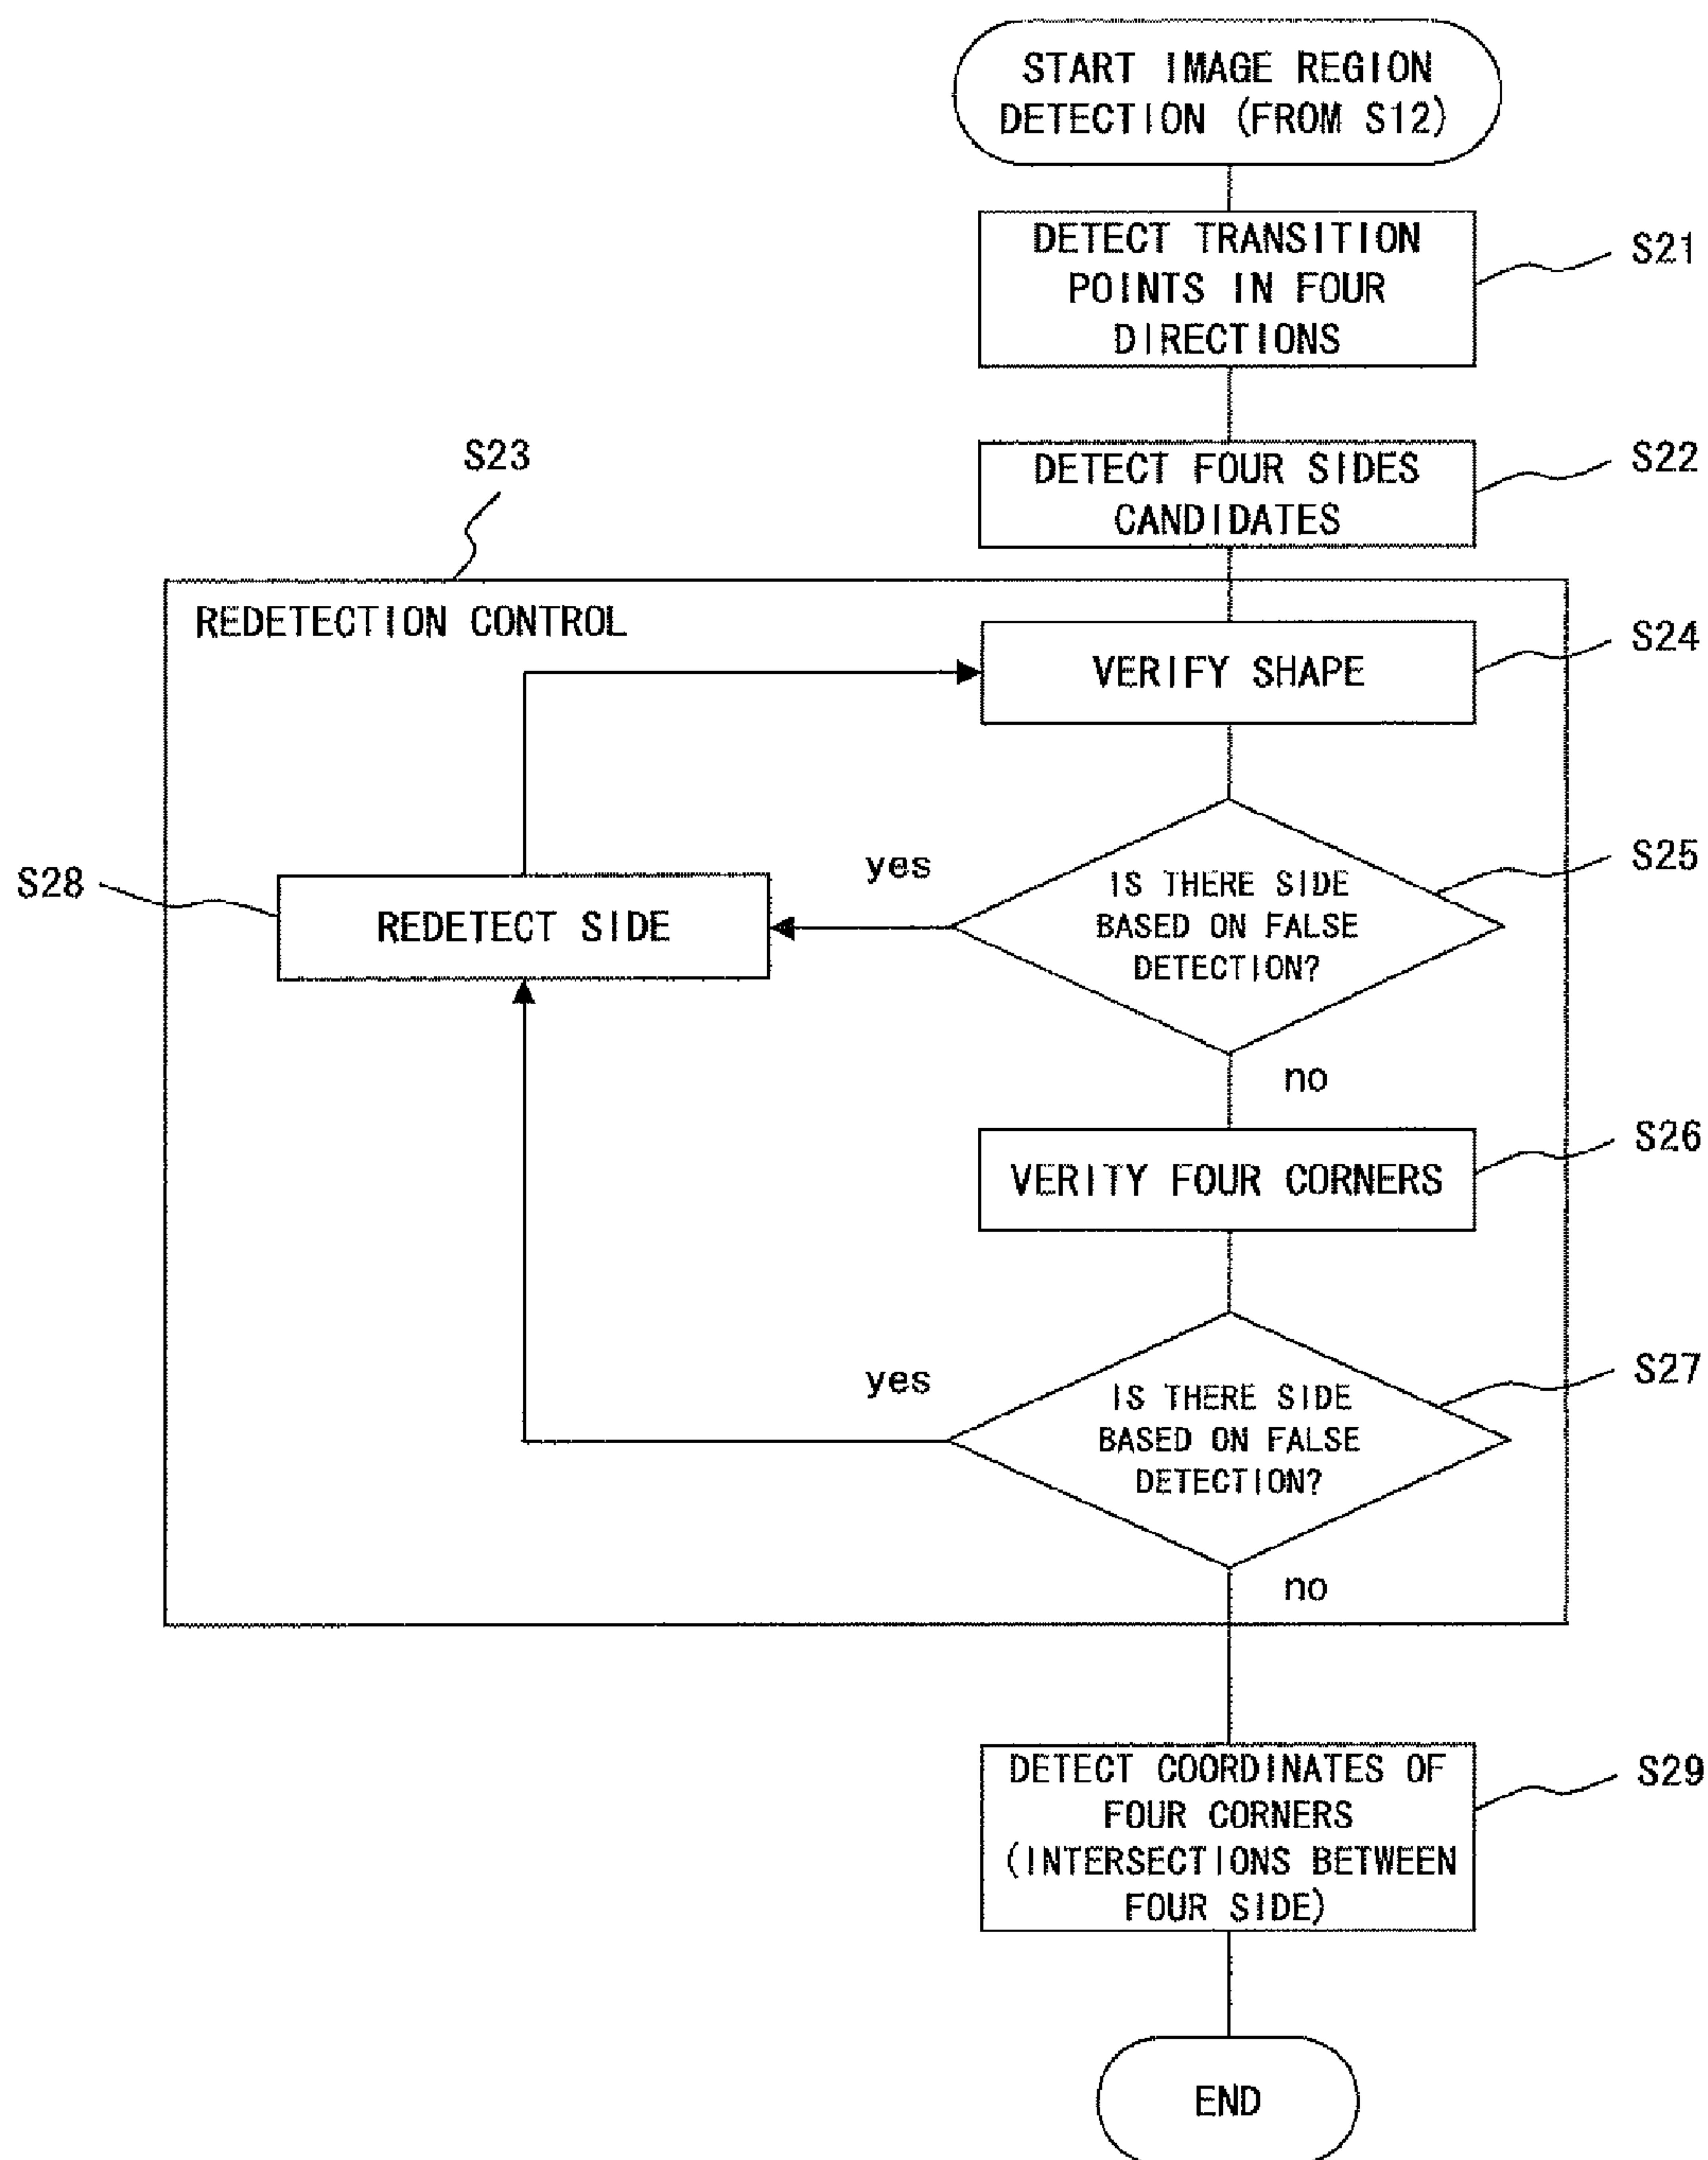 START IMAGE REGION
DETECTION (FROM S12)
DETECT TRANSITION
POINTS IN FOUR
DIRECTIONS
S21
DETECT FOUR SIDES
CANDIDATES
S22
S23
REDETECTION CONTROL
VERIFY SHAPE
S24
IS THERE SIDE
BASED ON FALSE
DETECTION?
S25
yes
REDETECT SIDE
S28
no
VERITY FOUR CORNERS
S26
IS THERE SIDE
BASED ON FALSE
DETECTION?
S27
yes
no
DETECT COORDINATES OF
FOUR CORNERS
(INTERSECTIONS BETWEEN
FOUR SIDE)
S29
END